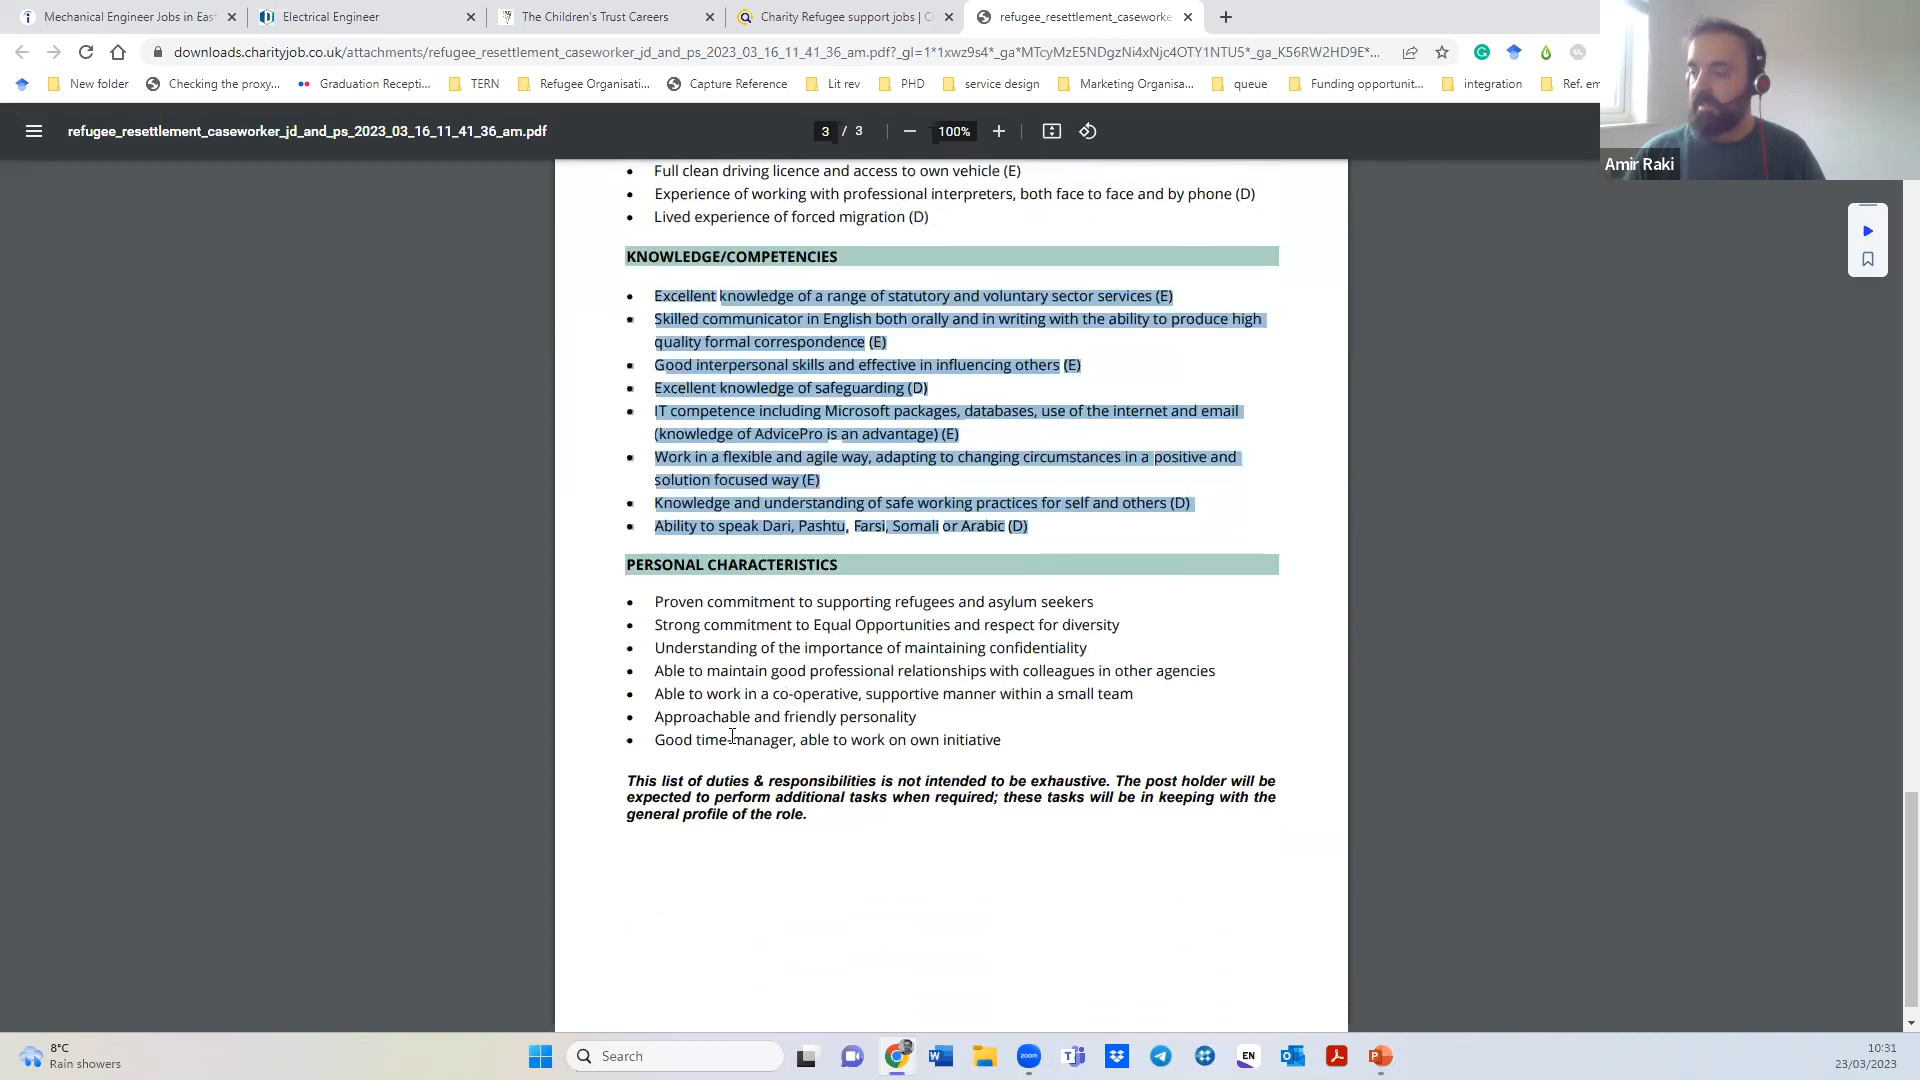 Mechanical Engineer Jobs in East
Electrical Engineer
The Children's Trust Careers
Charity Refugee support jobs | C
refugee_resettlement_caseworke
downloads.charityjob.co.uk/attachments/refugee_resettlement_caseworker_jd_and_ps_2023_03_16_11_41_36_am.pdf?_gl=1*1xwz9s4*_ga*MTcyMzE5NDgzNi4xNjc4OTY1NTU5*_ga_K56RW2HD9E*...
New folder
Checking the proxy...
Graduation Recepti...
TERN
Refugee Organisati...
Capture Reference
Lit rev
PHD
service design
Marketing Organisa...
queue
Funding opportunit...
integration
Ref. em
refugee_resettlement_caseworker_jd_and_ps_2023_03_16_11_41_36_am.pdf
3 / 3
100%
Amir Raki
• Full clean driving licence and access to own vehicle (E)
• Experience of working with professional interpreters, both face to face and by phone (D)
• Lived experience of forced migration (D)
KNOWLEDGE/COMPETENCIES
• Excellent knowledge of a range of statutory and voluntary sector services (E)
• Skilled communicator in English both orally and in writing with the ability to produce high
quality formal correspondence (E)
• Good interpersonal skills and effective in influencing others (E)
• Excellent knowledge of safeguarding (D)
• IT competence including Microsoft packages, databases, use of the internet and email
(knowledge of AdvicePro is an advantage) (E)
• Work in a flexible and agile way, adapting to changing circumstances in a positive and
solution focused way (E)
• Knowledge and understanding of safe working practices for self and others (D)
• Ability to speak Dari, Pashtu, Farsi, Somali or Arabic (D)
PERSONAL CHARACTERISTICS
• Proven commitment to supporting refugees and asylum seekers
• Strong commitment to Equal Opportunities and respect for diversity
• Understanding of the importance of maintaining confidentiality
• Able to maintain good professional relationships with colleagues in other agencies
• Able to work in a co-operative, supportive manner within a small team
• Approachable and friendly personality
• Good time-manager, able to work on own initiative
This list of duties & responsibilities is not intended to be exhaustive. The post holder will be
expected to perform additional tasks when required; these tasks will be in keeping with the
general profile of the role.
8°C
Rain showers
Search
zoom
EN
10:31
23/03/2023